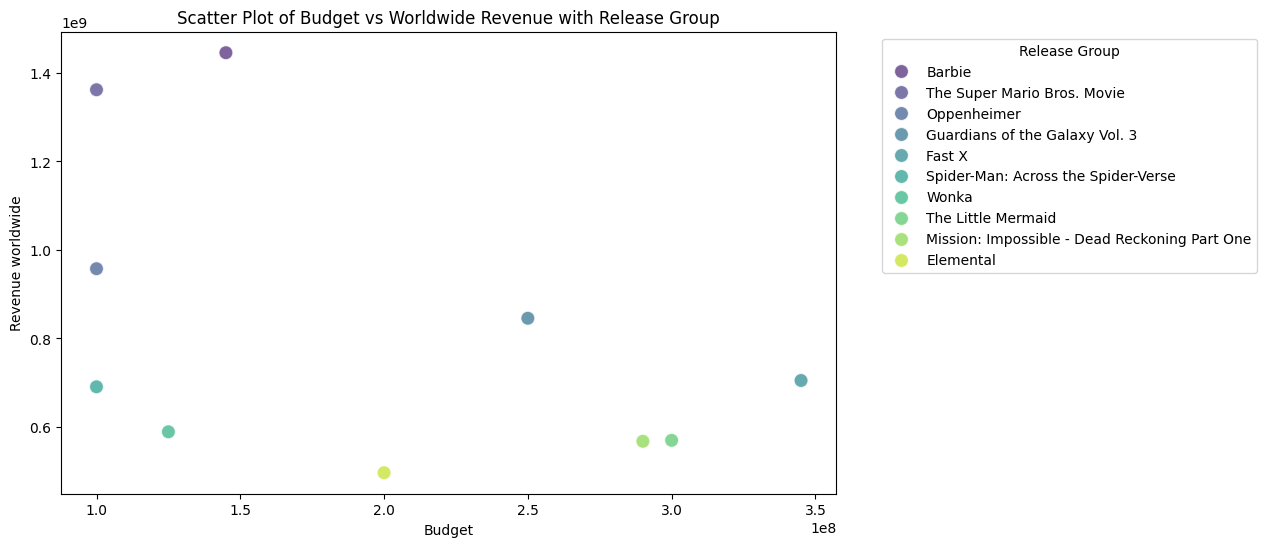 Scatter Plot of Budget vs Worldwide Revenue with Release Group
1e9
1.4
1.2
1.0
0.8
0.6
Revenue worldwide
1.0 1.5 2.0 2.5 3.0 3.5
1e8
Budget
Release Group
Barbie
The Super Mario Bros. Movie
Oppenheimer
Guardians of the Galaxy Vol. 3
Fast X
Spider-Man: Across the Spider-Verse
Wonka
The Little Mermaid
Mission: Impossible - Dead Reckoning Part One
Elemental